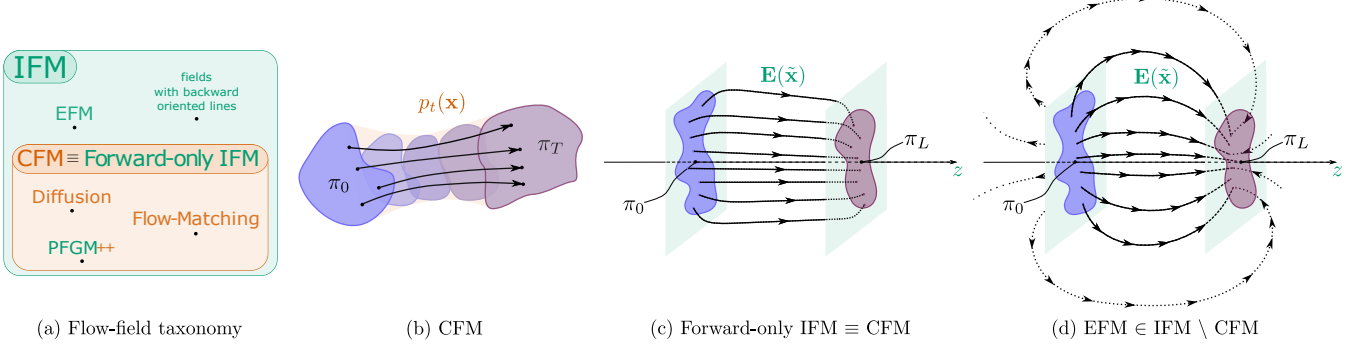 IFM
fields
with backward
oriented lines
EFM
CFM ≡ Forward-only IFM
Diffusion
Flow-Matching
PFGM++
(a) Flow-field taxonomy
p_t(x)
π_0
π_T
(b) CFM
E(x̃)
π_L
π_0
z
(c) Forward-only IFM ≡ CFM
E(x̃)
π_L
π_0
z
(d) EFM ∈ IFM \ CFM